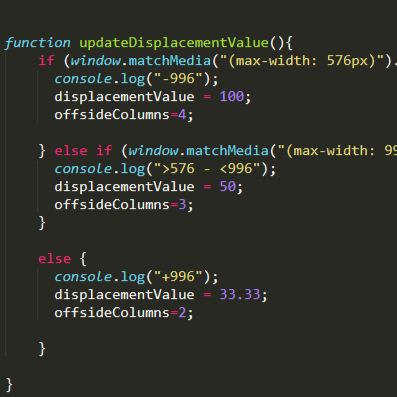 function updateDisplacementValue(){
if (window.matchMedia("(max-width: 576px)").
console.log("-996");
displacementValue = 100;
offsideColumns=4;
} else if (window.matchMedia("(max-width: 99
console.log(">576 - <996");
displacementValue = 50;
offsideColumns=3;
}
else {
console.log("+996");
displacementValue = 33.33;
offsideColumns=2;
}
}